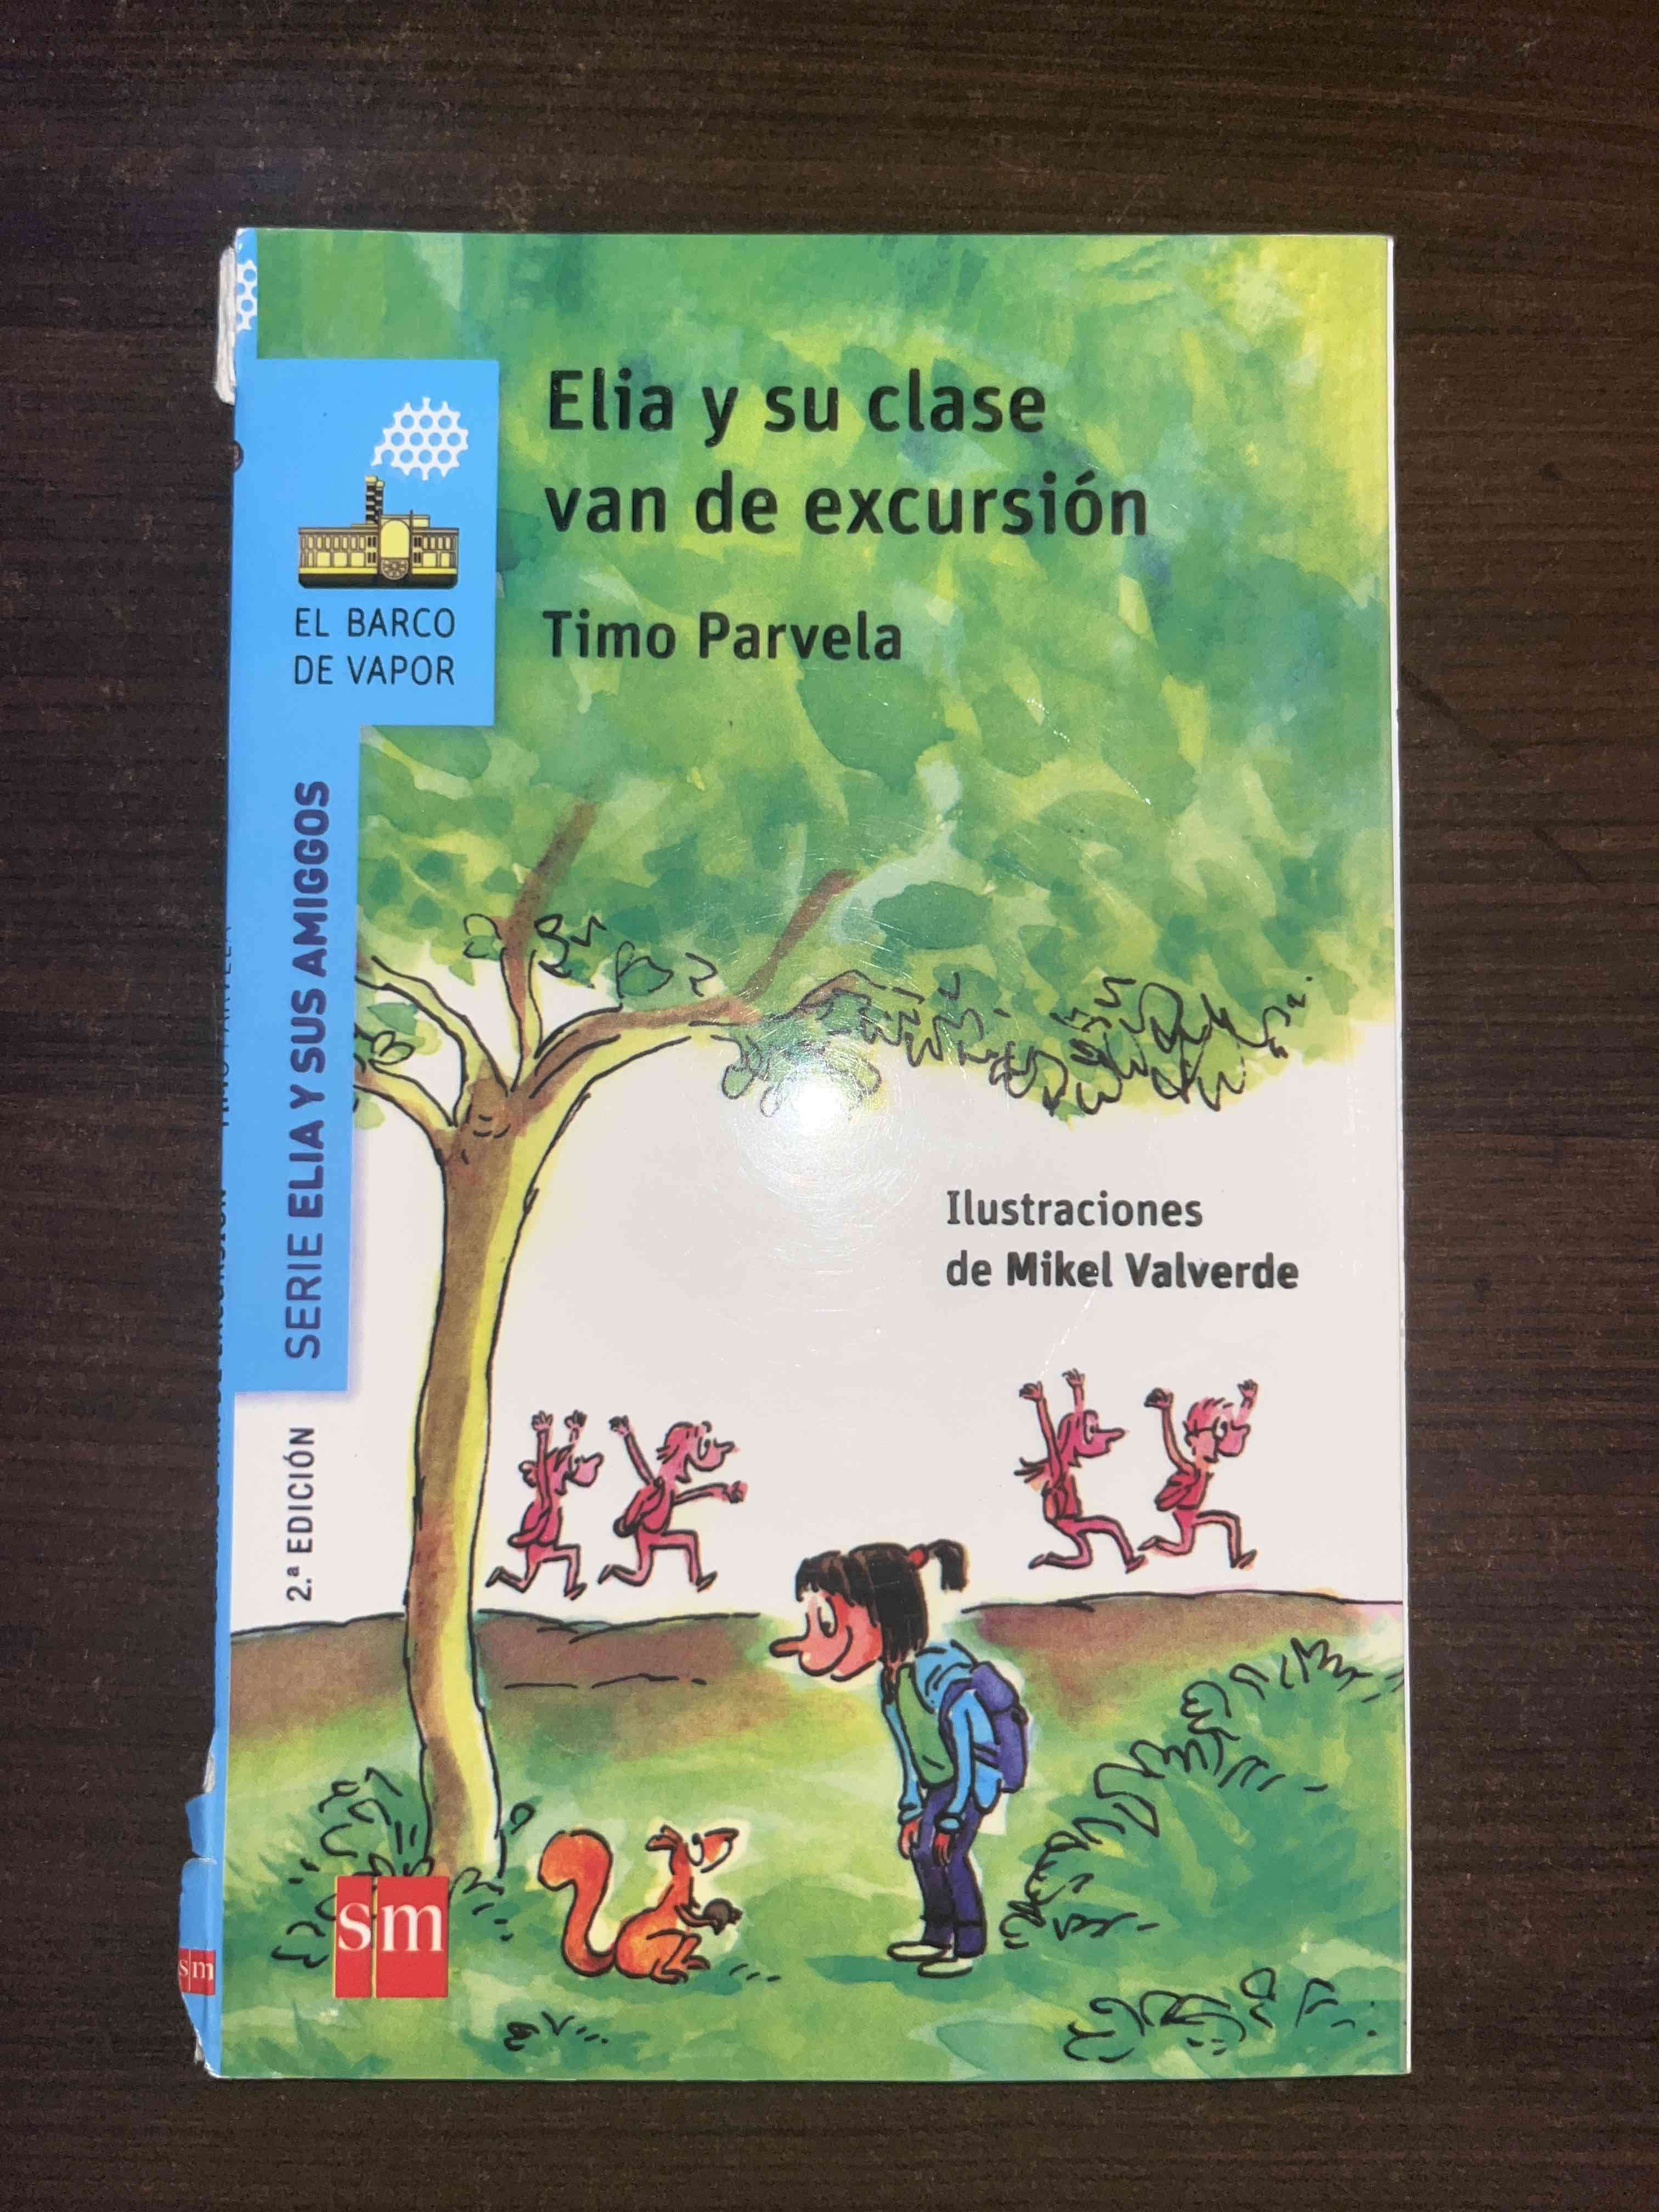 Elia y su clase
van de excursión
Timo Parvela
EL BARCO
DE VAPOR
SERIE ELIA Y SUS AMIGGOS
2.ª EDICIÓN
Ilustraciones
de Mikel Valverde
sm
sm